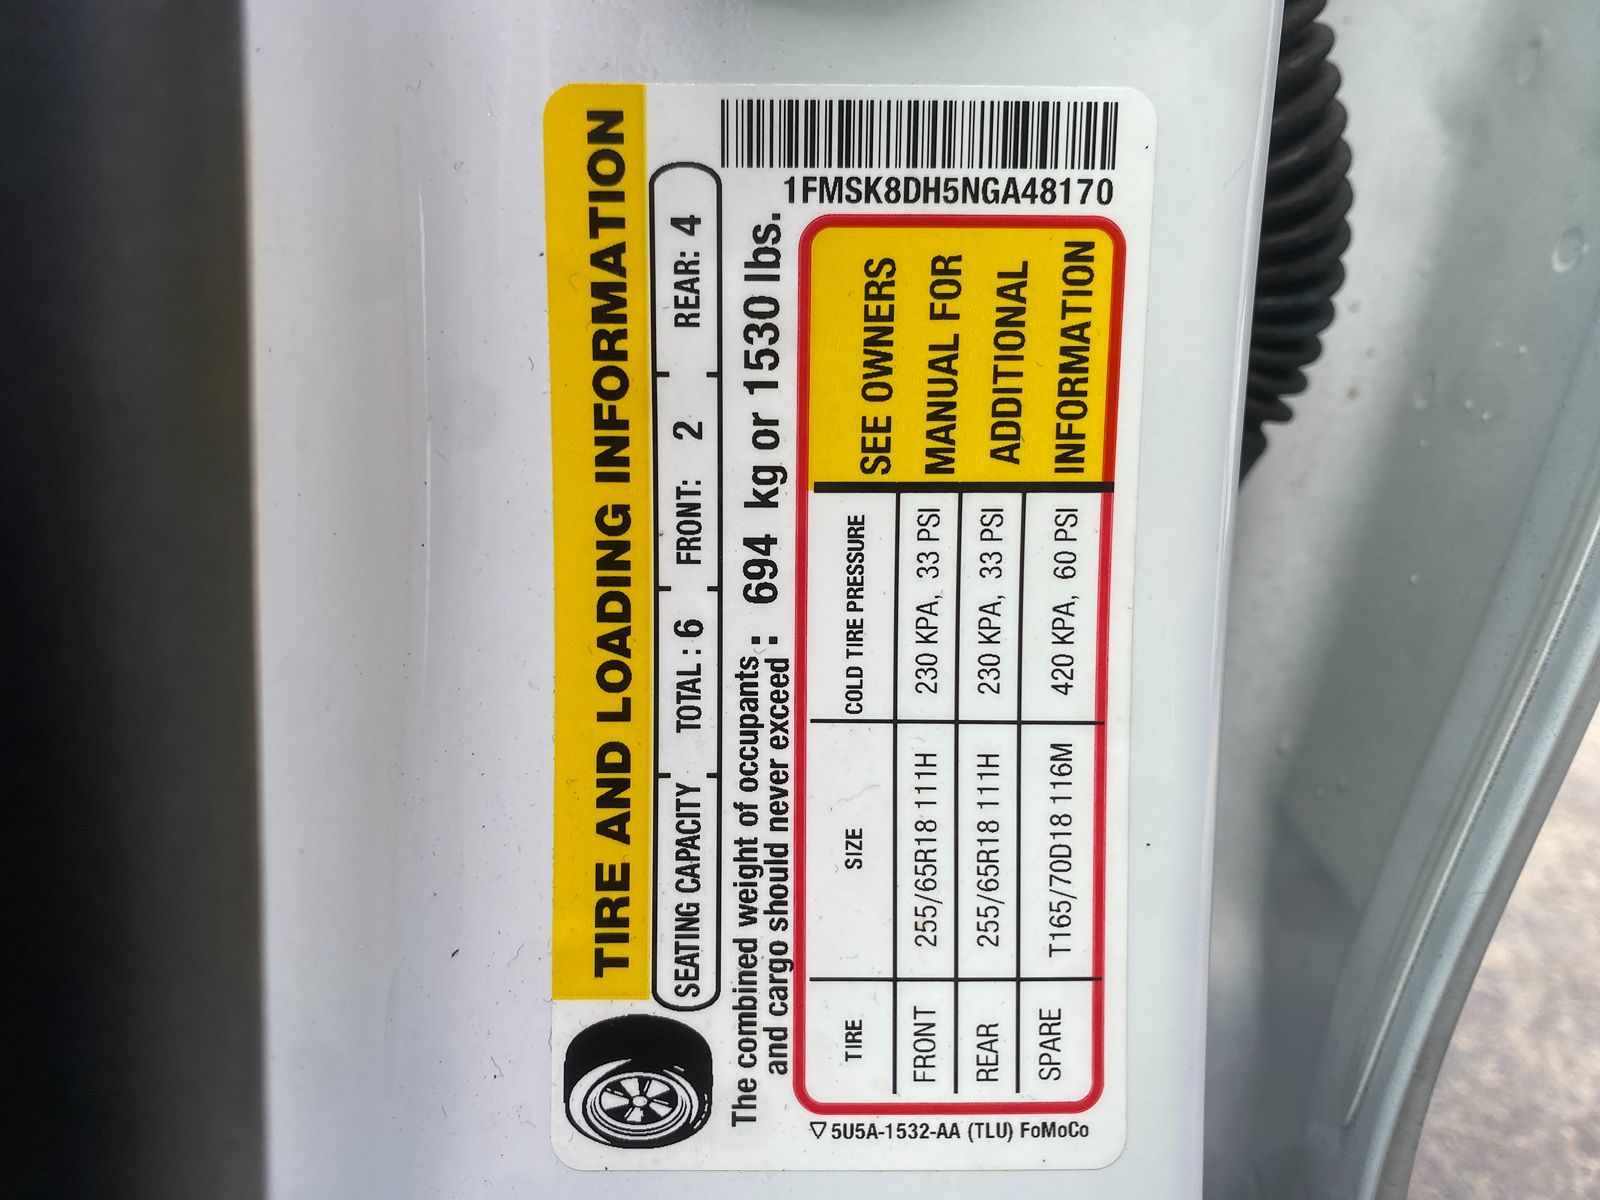 TIRE AND LOADING INFORMATION
SEATING CAPACITY TOTAL : 6 FRONT: 2 REAR: 4
The combined weight of occupants
and cargo should never exceed : 694 kg or 1530 lbs.
1FMSK8DH5NGA48170
TIRE SIZE COLD TIRE PRESSURE
FRONT 255/65R18 111H 230 KPA, 33 PSI
REAR 255/65R18 111H 230 KPA, 33 PSI
SPARE T165/70D18 116M 420 KPA, 60 PSI
SEE OWNERS
MANUAL FOR
ADDITIONAL
INFORMATION
5U5A-1532-AA (TLU) FoMoCo